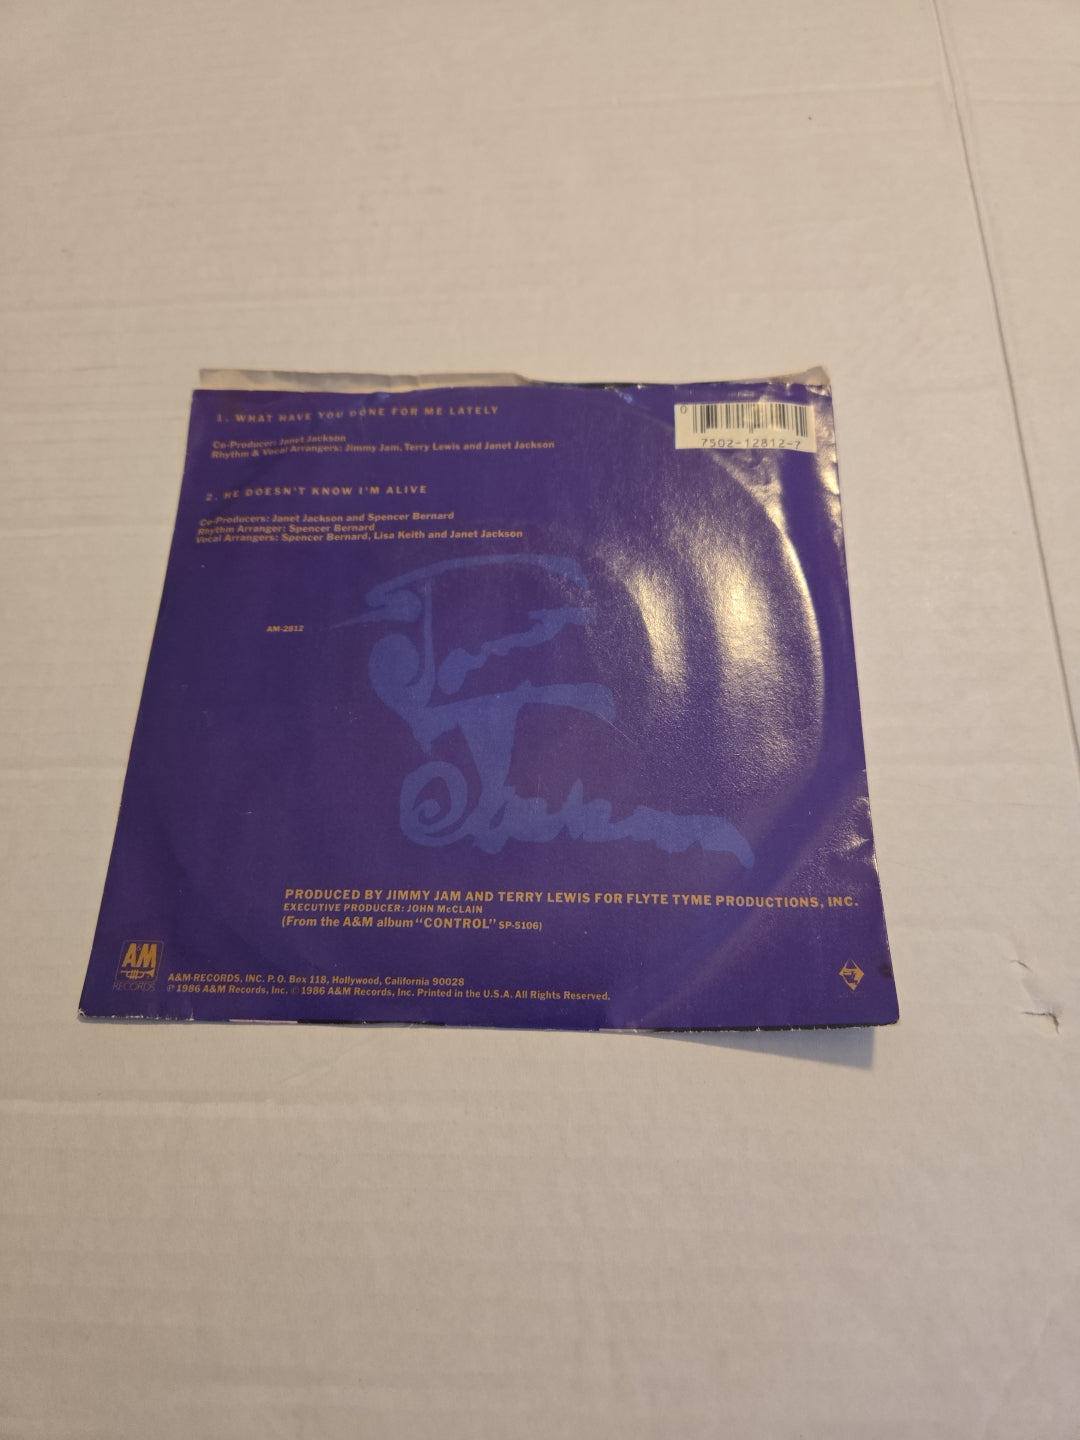 1. WHAT HAVE YOU DONE FOR ME LATELY
Co-Producer: Janet Jackson
Rhythm & Vocal Arrangers: Jimmy Jam, Terry Lewis and Janet Jackson
0 7502-12812-7
2. HE DOESN'T KNOW I'M ALIVE
Co-Producers: Janet Jackson and Spencer Bernard
Rhythm Arranger: Spencer Bernard
Vocal Arrangers: Spencer Bernard, Lisa Keith and Janet Jackson
AM-2812
Janet
Jackson
PRODUCED BY JIMMY JAM AND TERRY LEWIS FOR FLYTE TYME PRODUCTIONS, INC.
EXECUTIVE PRODUCER: JOHN McCLAIN
(From the A&M album "CONTROL" SP-5106)
A&M
RECORDS
A&M RECORDS, INC. P.O. Box 118, Hollywood, California 90028
℗ 1986 A&M Records, Inc. © 1986 A&M Records, Inc. Printed in the U.S.A. All Rights Reserved.